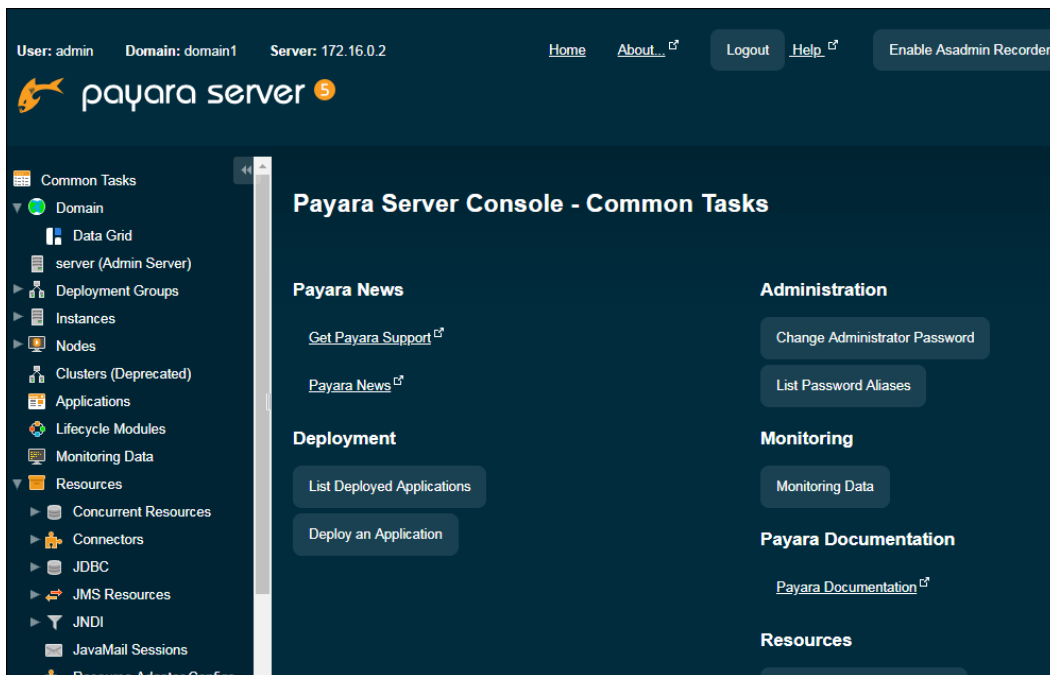 User: admin Domain: domain1 Server: 172.16.0.2 Home About... Logout Help Enable Asadmin Recorder
payara server 5
Common Tasks
Domain
Data Grid
server (Admin Server)
Deployment Groups
Instances
Nodes
Clusters (Deprecated)
Applications
Lifecycle Modules
Monitoring Data
Resources
Concurrent Resources
Connectors
JDBC
JMS Resources
JNDI
JavaMail Sessions
Payara Server Console - Common Tasks
Payara News
Get Payara Support
Payara News
Deployment
List Deployed Applications
Deploy an Application
Administration
Change Administrator Password
List Password Aliases
Monitoring
Monitoring Data
Payara Documentation
Payara Documentation
Resources